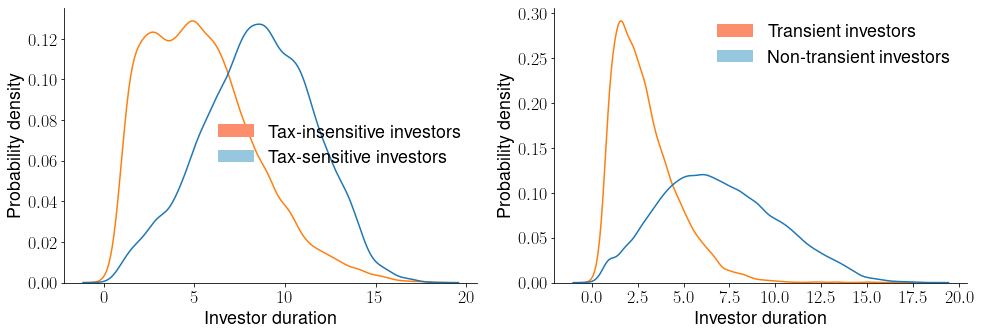 Probability density
0.12
0.10
0.08
0.06
0.04
0.02
0.00
Tax-insensitive investors
Tax-sensitive investors
0 5 10 15 20
Investor duration
Probability density
0.30
0.25
0.20
0.15
0.10
0.05
0.00
Transient investors
Non-transient investors
0.0 2.5 5.0 7.5 10.0 12.5 15.0 17.5 20.0
Investor duration